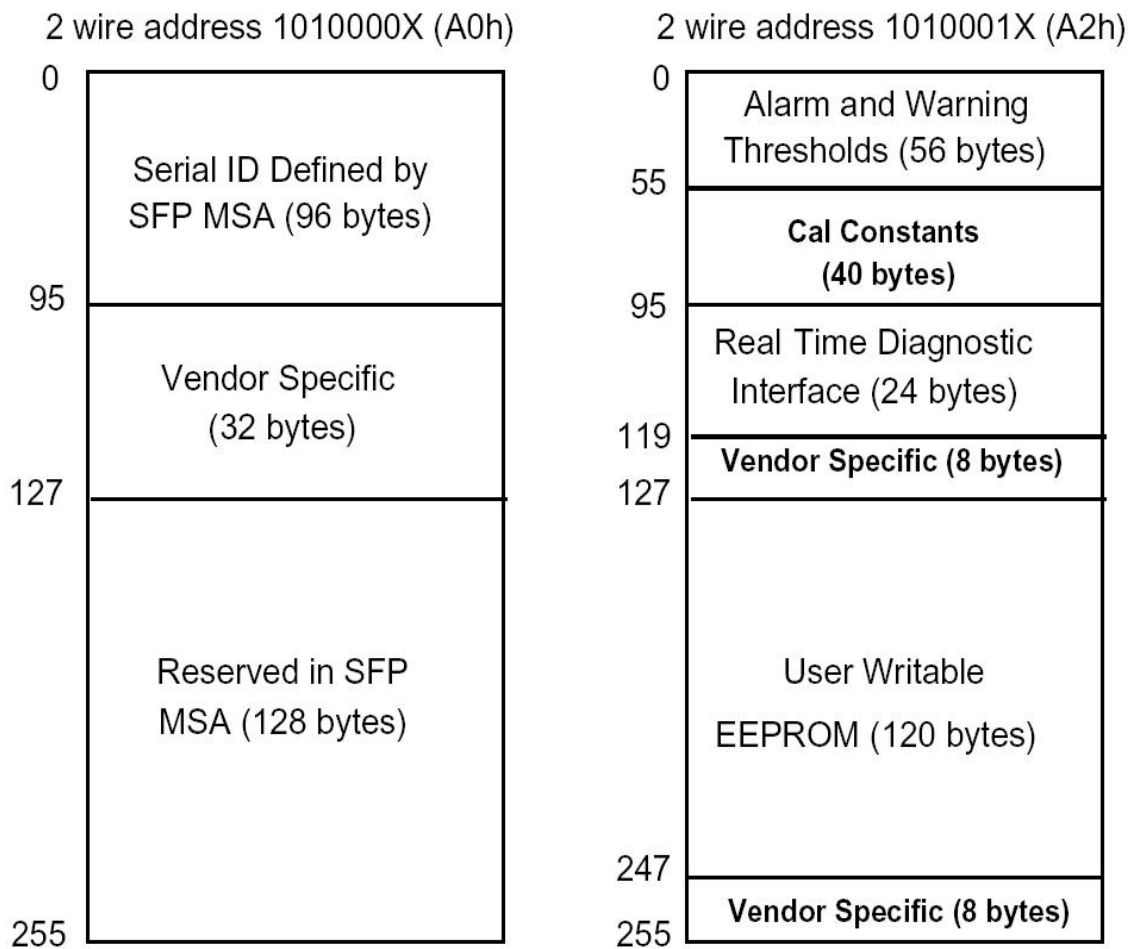 2 wire address 1010000X (A0h)
0
Serial ID Defined by
SFP MSA (96 bytes)
95
Vendor Specific
(32 bytes)
127
Reserved in SFP
MSA (128 bytes)
255
2 wire address 1010001X (A2h)
0
Alarm and Warning
Thresholds (56 bytes)
55
Cal Constants
(40 bytes)
95
Real Time Diagnostic
Interface (24 bytes)
119
Vendor Specific (8 bytes)
127
User Writable
EEPROM (120 bytes)
247
Vendor Specific (8 bytes)
255